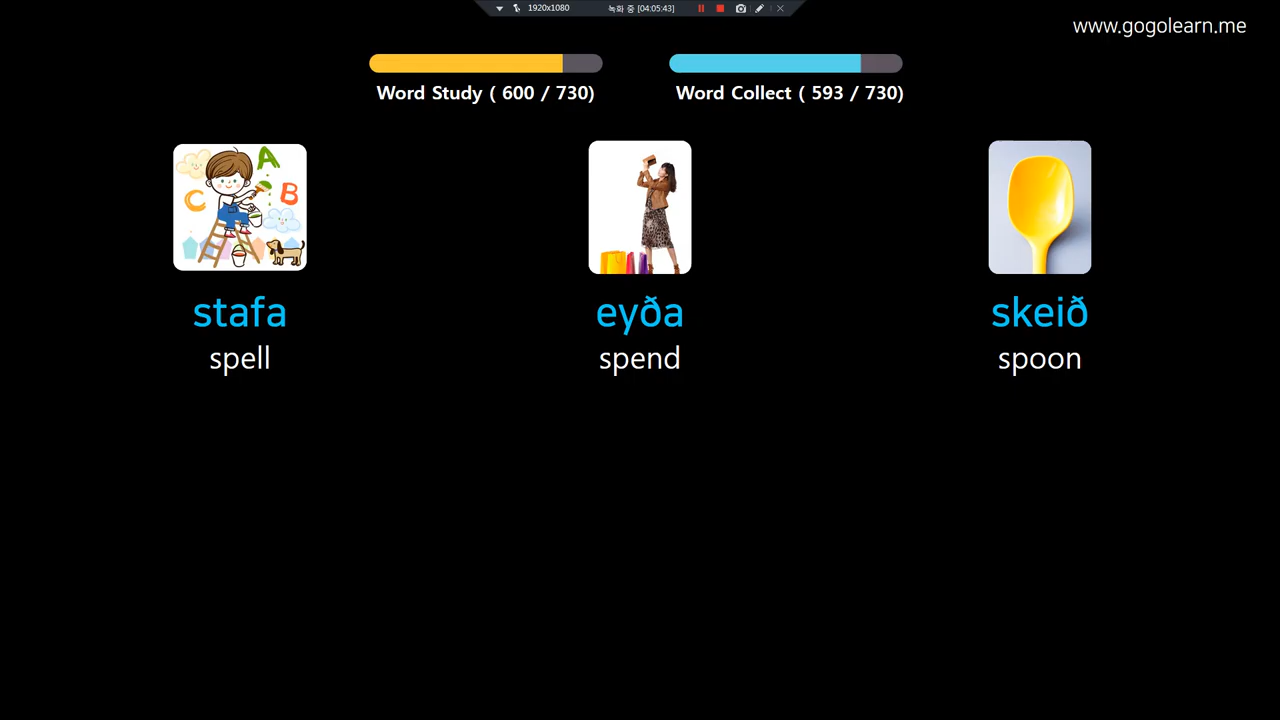 1920x1080 녹화 중 [04:05:43]
www.gogolearn.me
Word Study ( 600 / 730)
Word Collect ( 593 / 730)
A
B
C
stafa
eyða
skeið
spell
spend
spoon